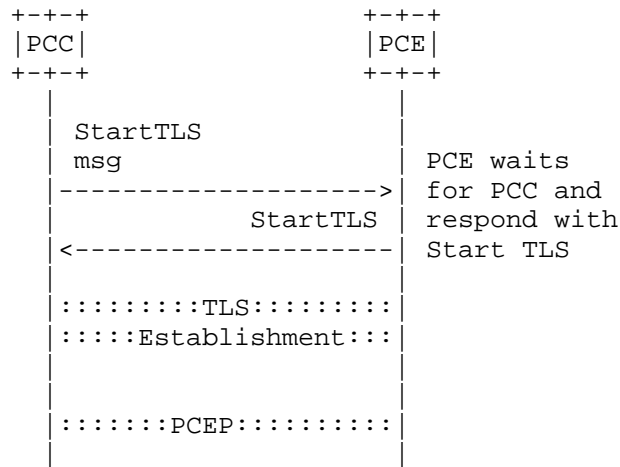 +-+-+                 +-+-+
|PCC|                 |PCE|
+-+-+                 +-+-+
  |                     |
  | StartTLS            |
  | msg                 | PCE waits
  |-------------------->| for PCC and
  |            StartTLS | respond with
  |<--------------------| Start TLS
  |                     |
  |:::::::::TLS:::::::::|
  |:::::Establishment:::|
  |                     |
  |                     |
  |:::::::PCEP::::::::::|
  |                     |